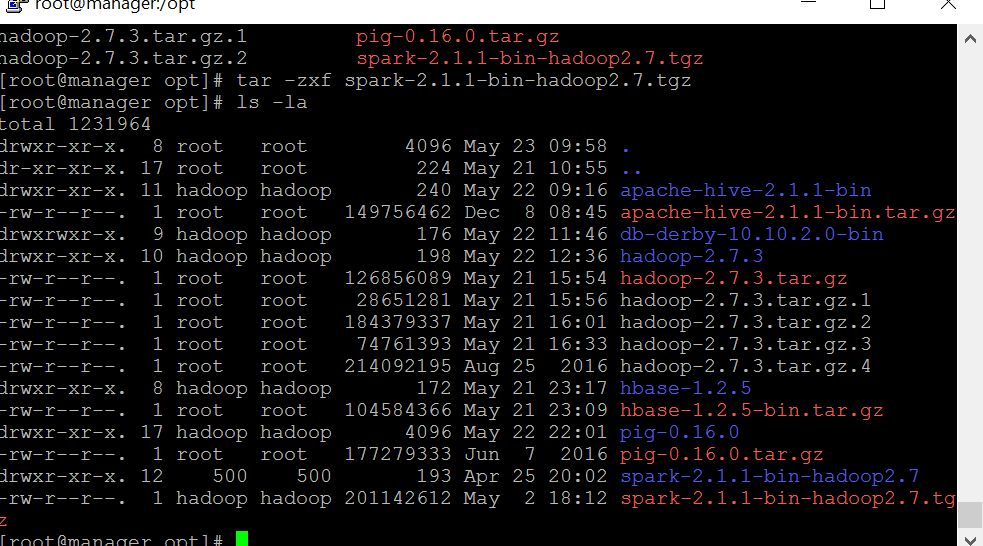 root@manager:/opt
hadoop-2.7.3.tar.gz.1 pig-0.16.0.tar.gz
hadoop-2.7.3.tar.gz.2 spark-2.1.1-bin-hadoop2.7.tgz
[root@manager opt]# tar -zxf spark-2.1.1-bin-hadoop2.7.tgz
[root@manager opt]# ls -la
total 1231964
drwxr-xr-x. 8 root root 4096 May 23 09:58 .
dr-xr-xr-x. 17 root root 224 May 21 10:55 ..
drwxr-xr-x. 11 hadoop hadoop 240 May 22 09:16 apache-hive-2.1.1-bin
-rw-r--r--. 1 root root 149756462 Dec 8 08:45 apache-hive-2.1.1-bin.tar.gz
drwxrwxr-x. 9 hadoop hadoop 176 May 22 11:46 db-derby-10.10.2.0-bin
drwxr-xr-x. 10 hadoop hadoop 198 May 22 12:36 hadoop-2.7.3
-rw-r--r--. 1 root root 126856089 May 21 15:54 hadoop-2.7.3.tar.gz
-rw-r--r--. 1 root root 28651281 May 21 15:56 hadoop-2.7.3.tar.gz.1
-rw-r--r--. 1 root root 184379337 May 21 16:01 hadoop-2.7.3.tar.gz.2
-rw-r--r--. 1 root root 74761393 May 21 16:33 hadoop-2.7.3.tar.gz.3
-rw-r--r--. 1 root root 214092195 Aug 25 2016 hadoop-2.7.3.tar.gz.4
drwxr-xr-x. 8 hadoop hadoop 172 May 21 23:17 hbase-1.2.5
-rw-r--r--. 1 root root 104584366 May 21 23:09 hbase-1.2.5-bin.tar.gz
drwxr-xr-x. 17 hadoop hadoop 4096 May 22 22:01 pig-0.16.0
-rw-r--r--. 1 root root 177279333 Jun 7 2016 pig-0.16.0.tar.gz
drwxr-xr-x. 12 500 500 193 Apr 25 20:02 spark-2.1.1-bin-hadoop2.7
-rw-r--r--. 1 hadoop hadoop 201142612 May 2 18:12 spark-2.1.1-bin-hadoop2.7.tg
z
[root@manager opt]#